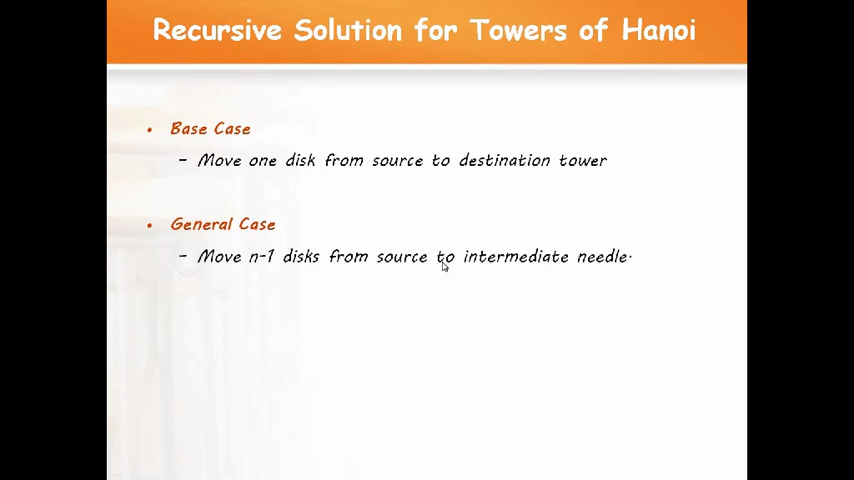 Recursive Solution for Towers of Hanoi
• Base Case
– Move one disk from source to destination tower
• General Case
– Move n-1 disks from source to intermediate needle.